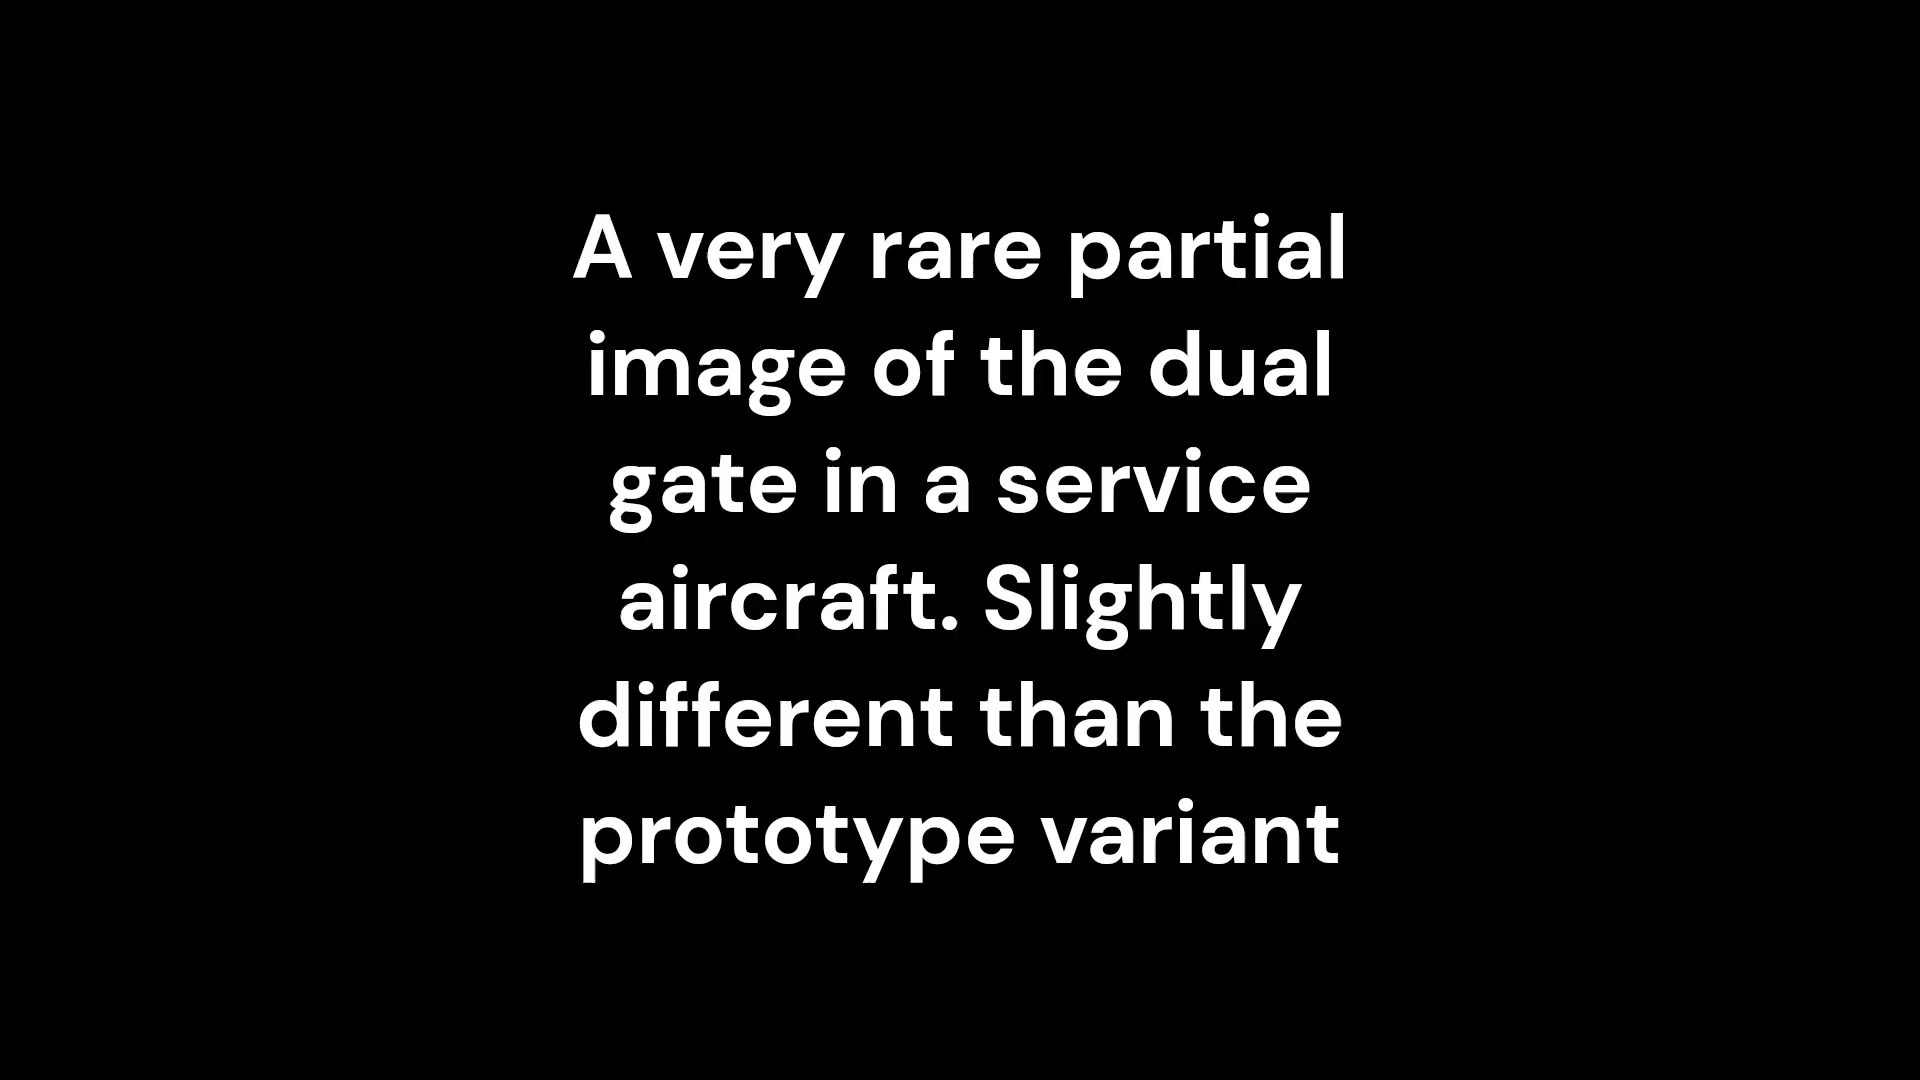 A very rare partial
image of the dual
gate in a service
aircraft. Slightly
different than the
prototype variant